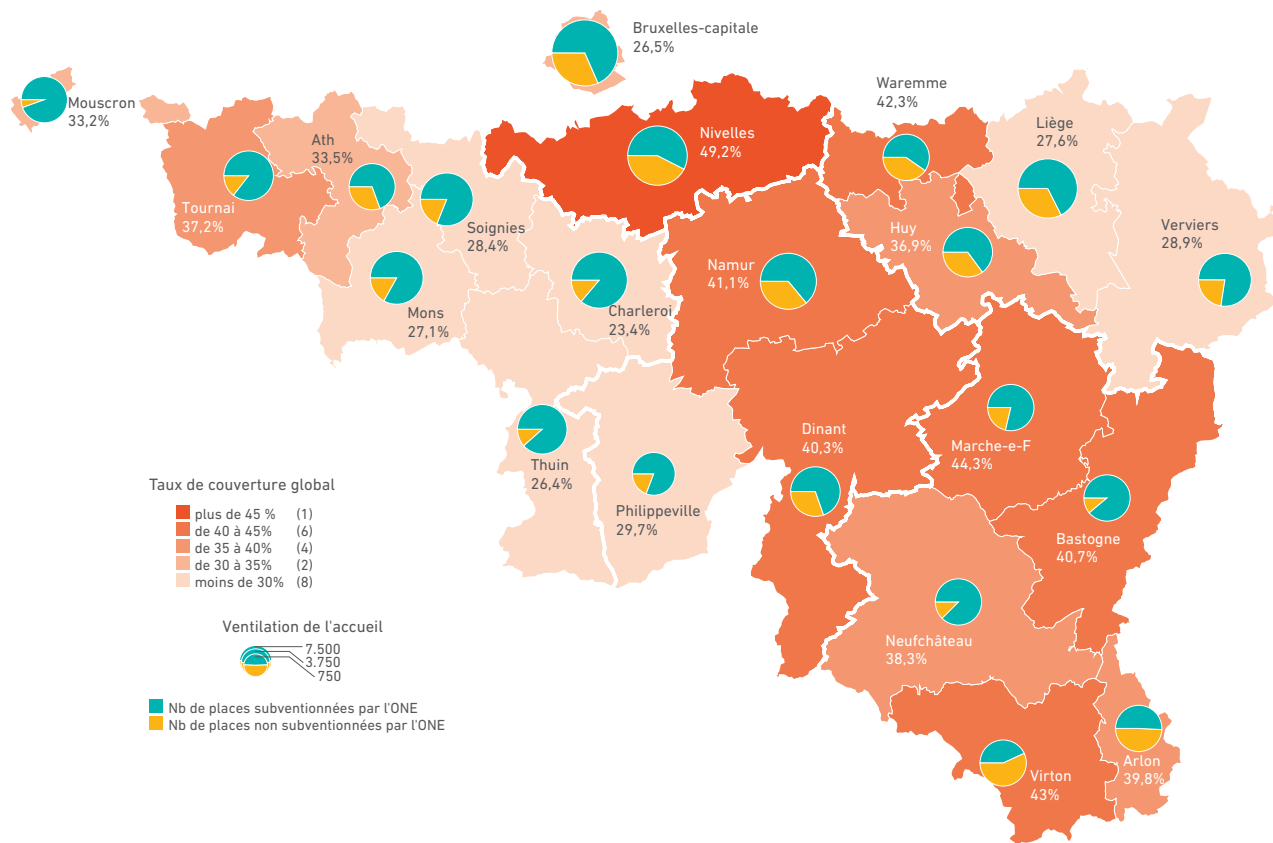 Bruxelles-capitale
26,5%
Mouscron
33,2%
Waremme
42,3%
Nivelles
49,2%
Liège
27,6%
Ath
33,5%
Tournai
37,2%
Soignies
28,4%
Huy
36,9%
Verviers
28,9%
Namur
41,1%
Mons
27,1%
Charleroi
23,4%
Dinant
40,3%
Marche-e-F
44,3%
Thuin
26,4%
Philippeville
29,7%
Bastogne
40,7%
Neufchâteau
38,3%
Arlon
39,8%
Virton
43%
Taux de couverture global
plus de 45 % (1)
de 40 à 45% (6)
de 35 à 40% (4)
de 30 à 35% (2)
moins de 30% (8)
Ventilation de l'accueil
7.500
3.750
750
Nb de places subventionnées par l'ONE
Nb de places non subventionnées par l'ONE